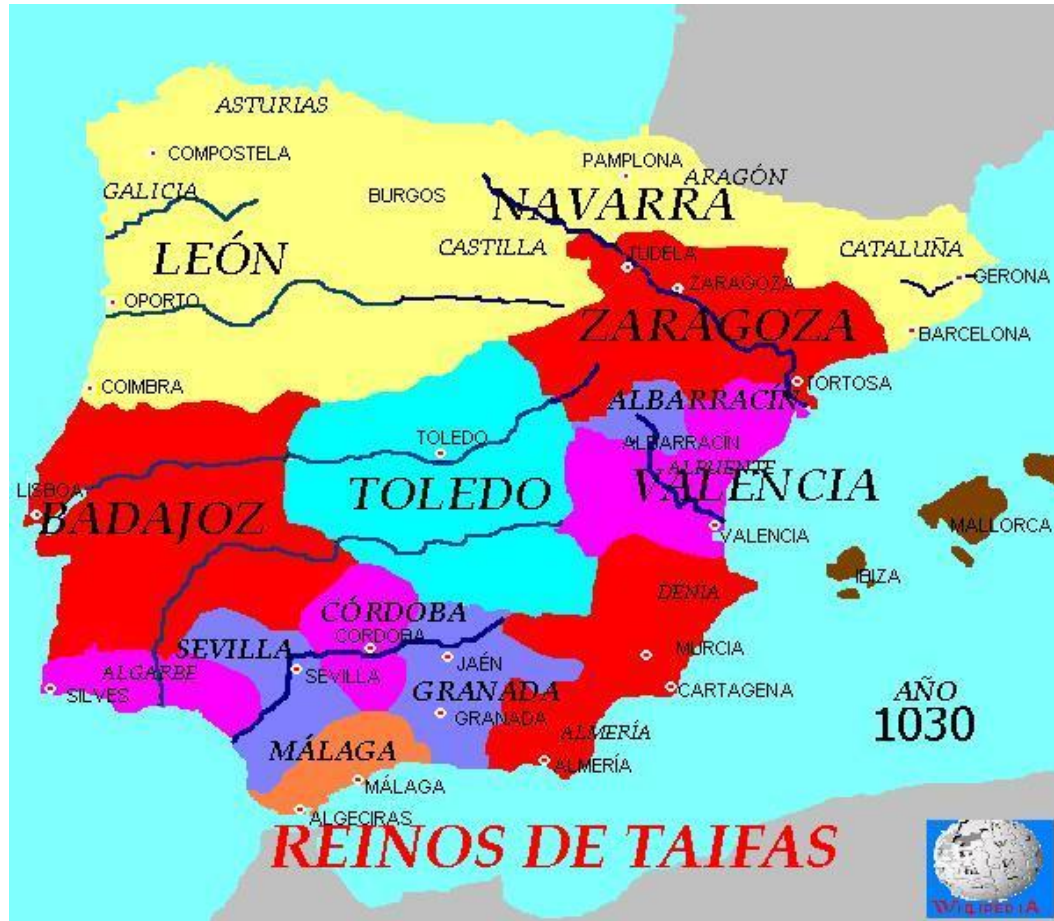 ASTURIAS
COMPOSTELA
PAMPLONA
ARAGÓN
GALICIA
BURGOS
NAVARRA
CASTILLA
CATALUÑA
LEÓN
TUDELA
GERONA
ZARAGOZA
OPORTO
ZARAGOZA
BARCELONA
COIMBRA
TORTOSA
ALBARRACÍN
TOLEDO
ALBARRACÍN
ALPUENTE
LISBOA
BADAJOZ
TOLEDO
VALENCIA
MALLORCA
VALENCIA
IBIZA
DENIA
CÓRDOBA
CORDOBA
SEVILLA
MURCIA
JAÉN
ALGARBE
SEVILLA
SILVES
GRANADA
CARTAGENA
AÑO
1030
GRANADA
ALMERÍA
MÁLAGA
ALMERÍA
MÁLAGA
ALGECIRAS
REINOS DE TAIFAS
WIKIPEDIA